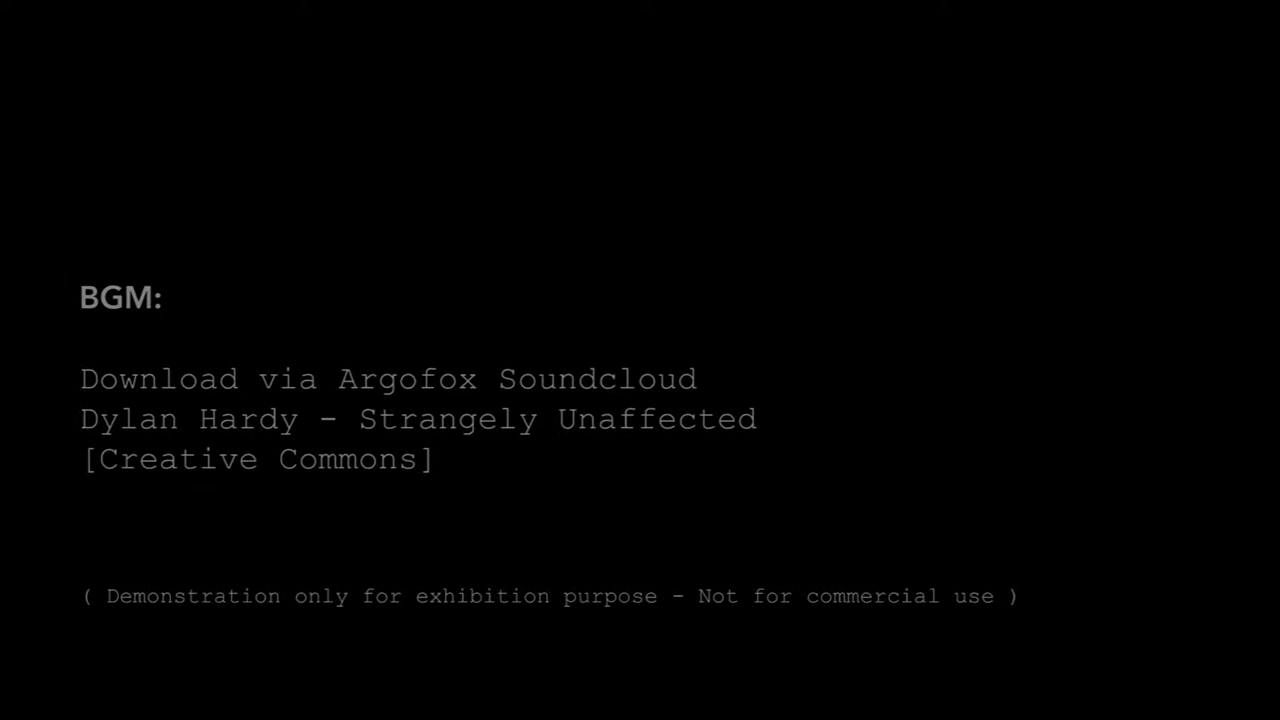 BGM:
Download via Argofox Soundcloud
Dylan Hardy - Strangely Unaffected
[Creative Commons]
( Demonstration only for exhibition purpose - Not for commercial use )